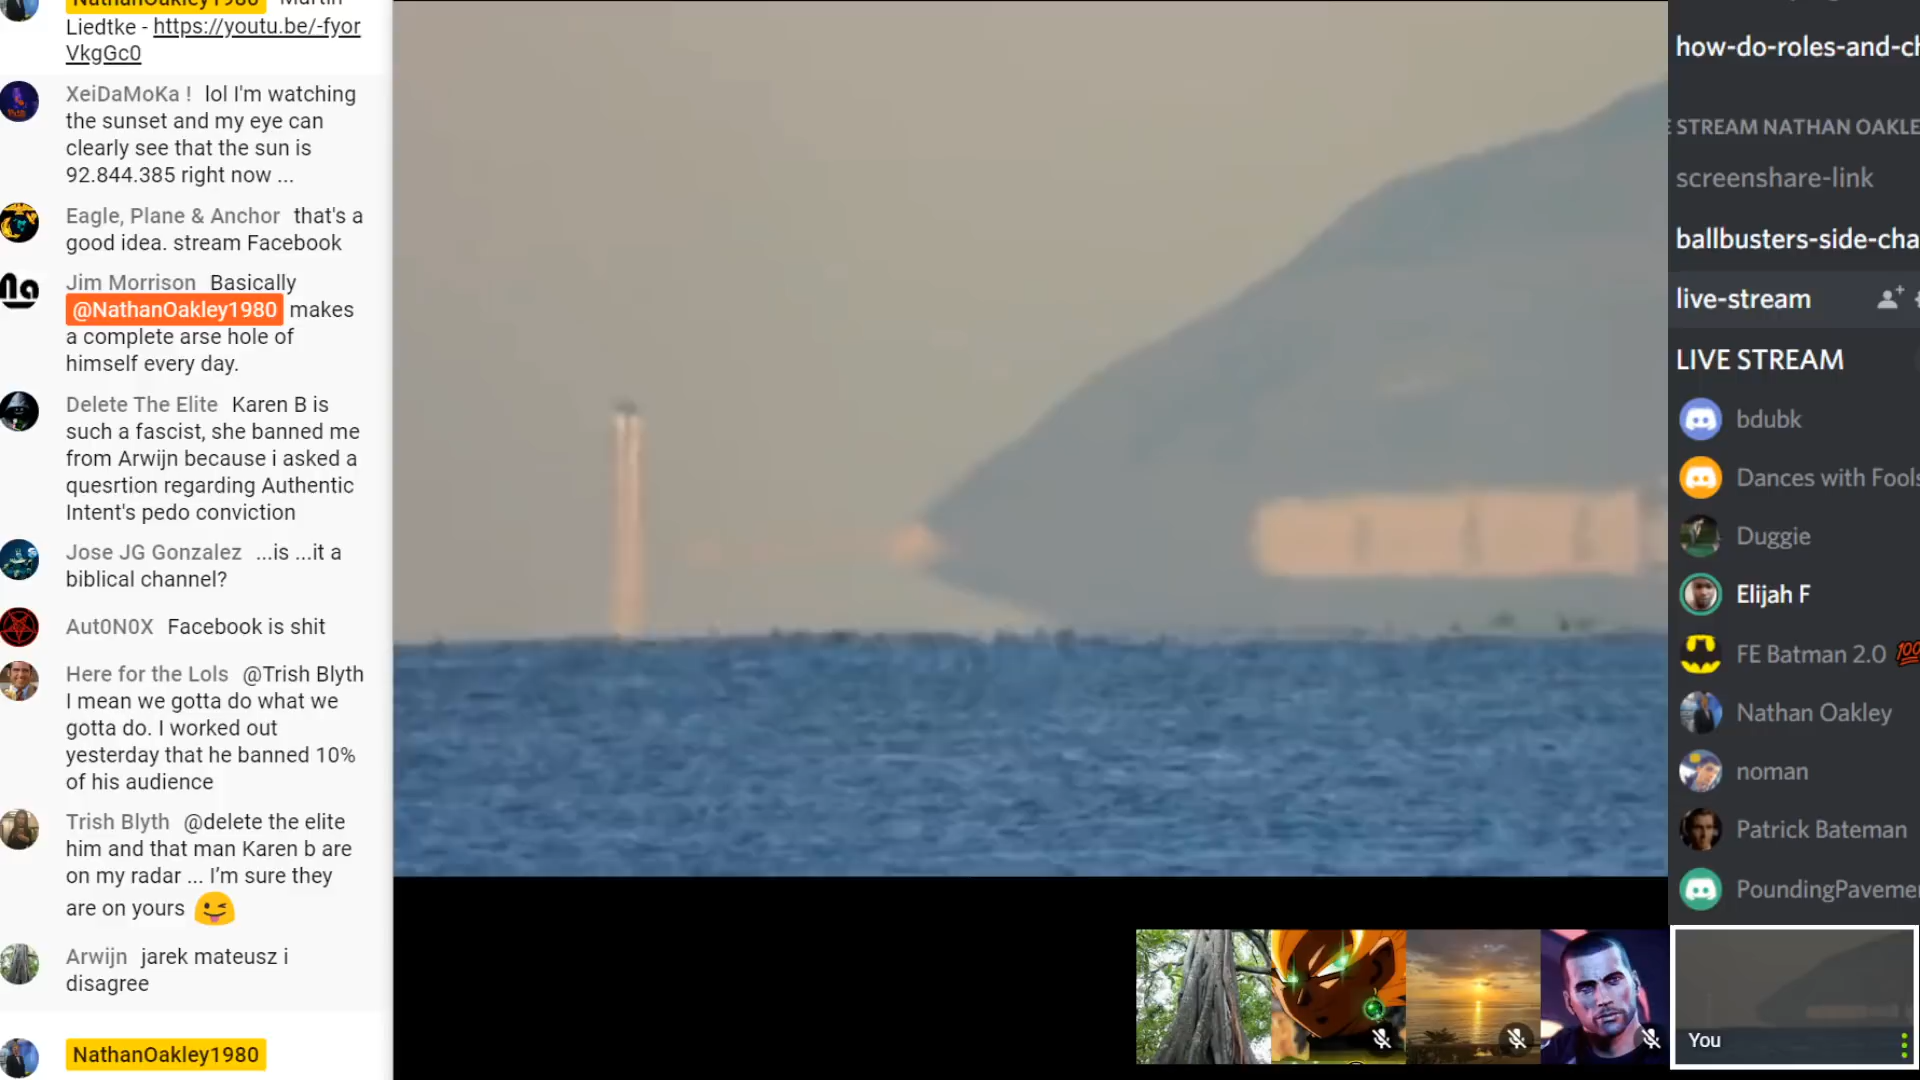 NathanOakley1980 Martin
Liedtke - https://youtu.be/-fyor
VkgGc0
XeiDaMoKa ! lol I'm watching
the sunset and my eye can
clearly see that the sun is
92.844.385 right now ...
Eagle, Plane & Anchor that's a
good idea. stream Facebook
Jim Morrison Basically
@NathanOakley1980 makes
a complete arse hole of
himself every day.
Delete The Elite Karen B is
such a fascist, she banned me
from Arwijn because i asked a
quesrtion regarding Authentic
Intent's pedo conviction
Jose JG Gonzalez ...is ...it a
biblical channel?
Aut0N0X Facebook is shit
Here for the Lols @Trish Blyth
I mean we gotta do what we
gotta do. I worked out
yesterday that he banned 10%
of his audience
Trish Blyth @delete the elite
him and that man Karen b are
on my radar ... I'm sure they
are on yours 😜
Arwijn jarek mateusz i
disagree
NathanOakley1980
how-do-roles-and-ch
E STREAM NATHAN OAKLE
screenshare-link
ballbusters-side-cha
live-stream
LIVE STREAM
bdubk
Dances with Fools
Duggie
Elijah F
FE Batman 2.0 💯
Nathan Oakley
noman
Patrick Bateman
PoundingPaveme
You